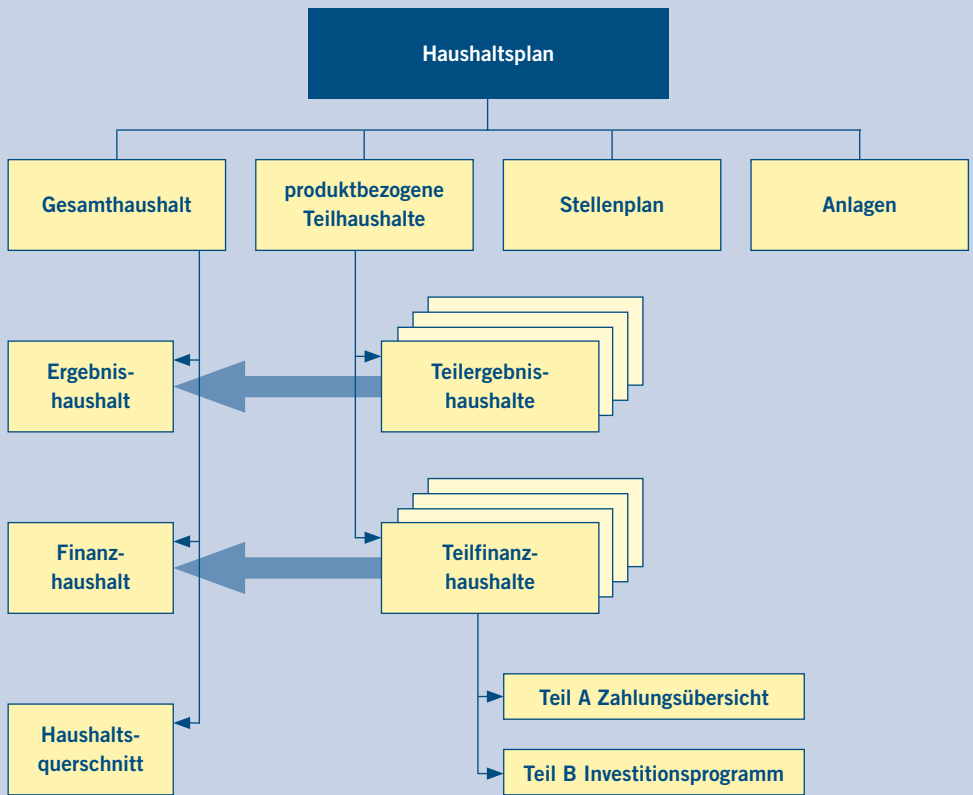 Haushaltsplan
Gesamthaushalt
produktbezogene
Teilhaushalte
Stellenplan
Anlagen
Ergebnis-
haushalt
Teilergebnis-
haushalte
Finanz-
haushalt
Teilfinanz-
haushalte
Teil A Zahlungsübersicht
Haushalts-
querschnitt
Teil B Investitionsprogramm